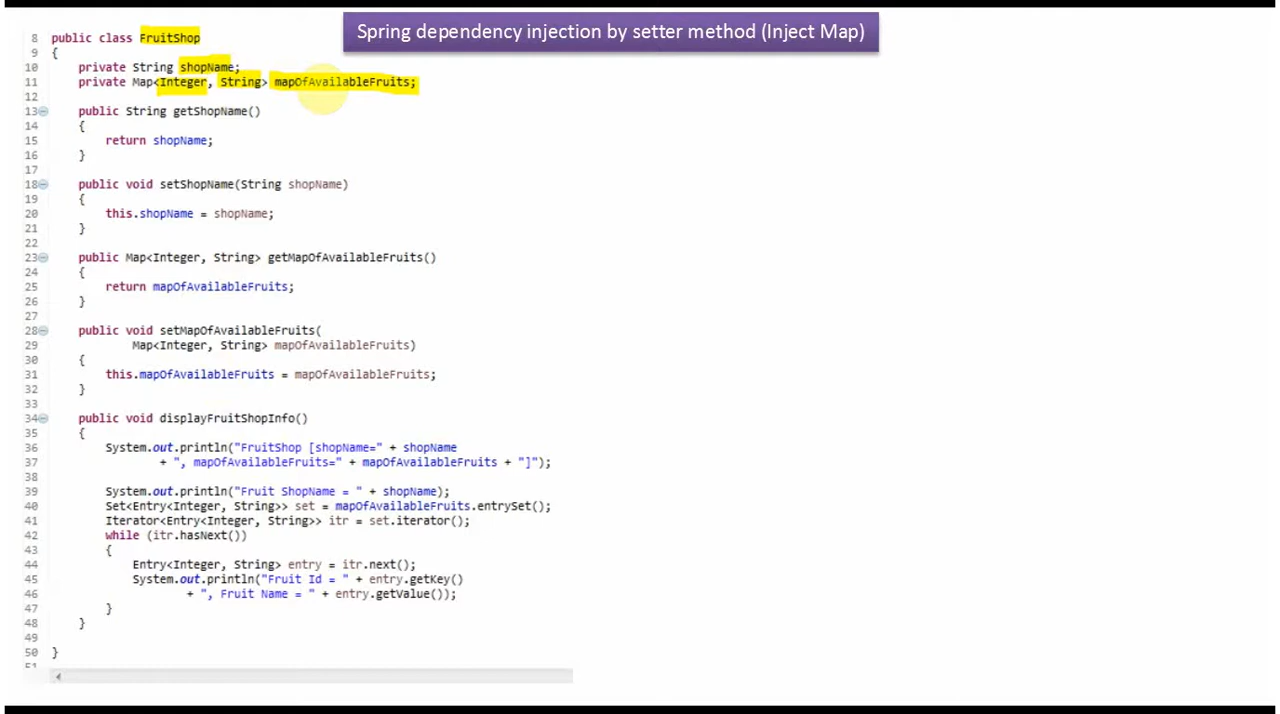 Spring dependency injection by setter method (Inject Map)
8 public class FruitShop
9 {
10 private String shopName;
11 private Map<Integer, String> mapOfAvailableFruits;
12
13 public String getShopName()
14 {
15 return shopName;
16 }
17
18 public void setShopName(String shopName)
19 {
20 this.shopName = shopName;
21 }
22
23 public Map<Integer, String> getMapOfAvailableFruits()
24 {
25 return mapOfAvailableFruits;
26 }
27
28 public void setMapOfAvailableFruits(
29 Map<Integer, String> mapOfAvailableFruits)
30 {
31 this.mapOfAvailableFruits = mapOfAvailableFruits;
32 }
33
34 public void displayFruitShopInfo()
35 {
36 System.out.println("FruitShop [shopName=" + shopName
37 + ", mapOfAvailableFruits=" + mapOfAvailableFruits + "]");
38
39 System.out.println("Fruit ShopName = " + shopName);
40 Set<Entry<Integer, String>> set = mapOfAvailableFruits.entrySet();
41 Iterator<Entry<Integer, String>> itr = set.iterator();
42 while (itr.hasNext())
43 {
44 Entry<Integer, String> entry = itr.next();
45 System.out.println("Fruit Id = " + entry.getKey()
46 + ", Fruit Name = " + entry.getValue());
47 }
48 }
49
50 }
51